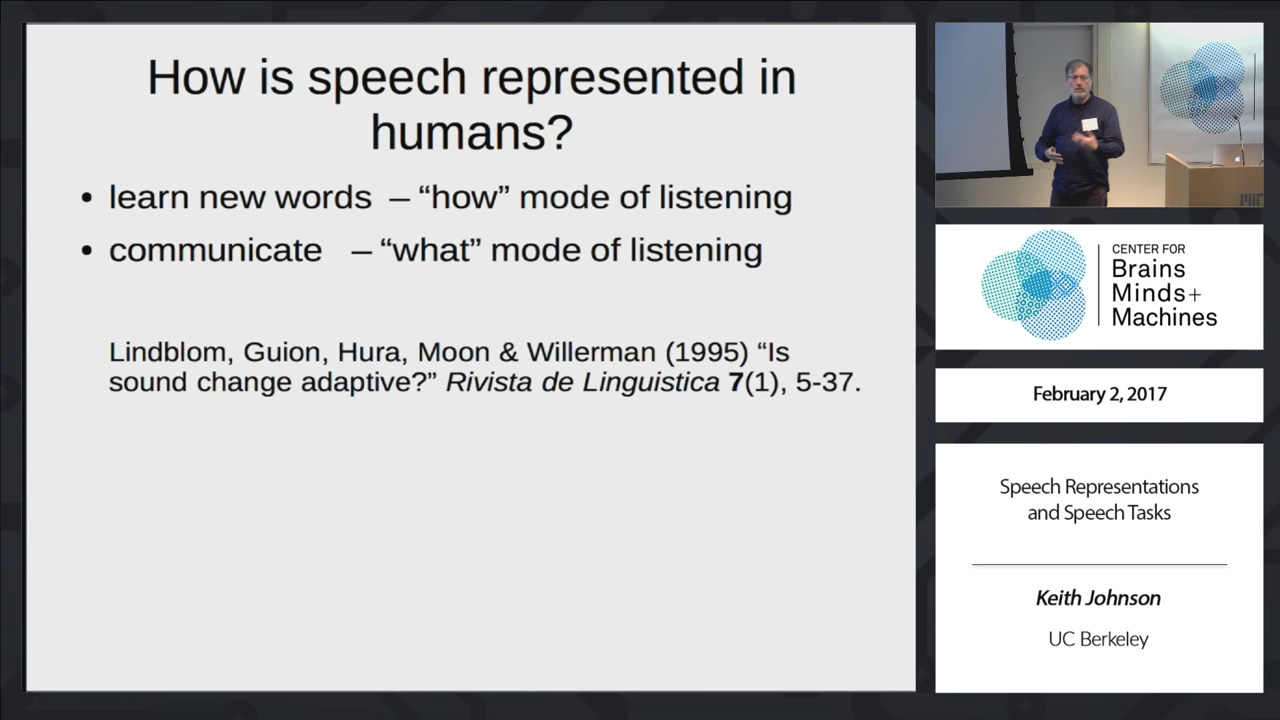 How is speech represented in
humans?
• learn new words – “how” mode of listening
• communicate – “what” mode of listening
Lindblom, Guion, Hura, Moon & Willerman (1995) “Is
sound change adaptive?” Rivista de Linguistica 7(1), 5-37.
CENTER FOR
Brains
Minds+
Machines
February 2, 2017
Speech Representations
and Speech Tasks
Keith Johnson
UC Berkeley